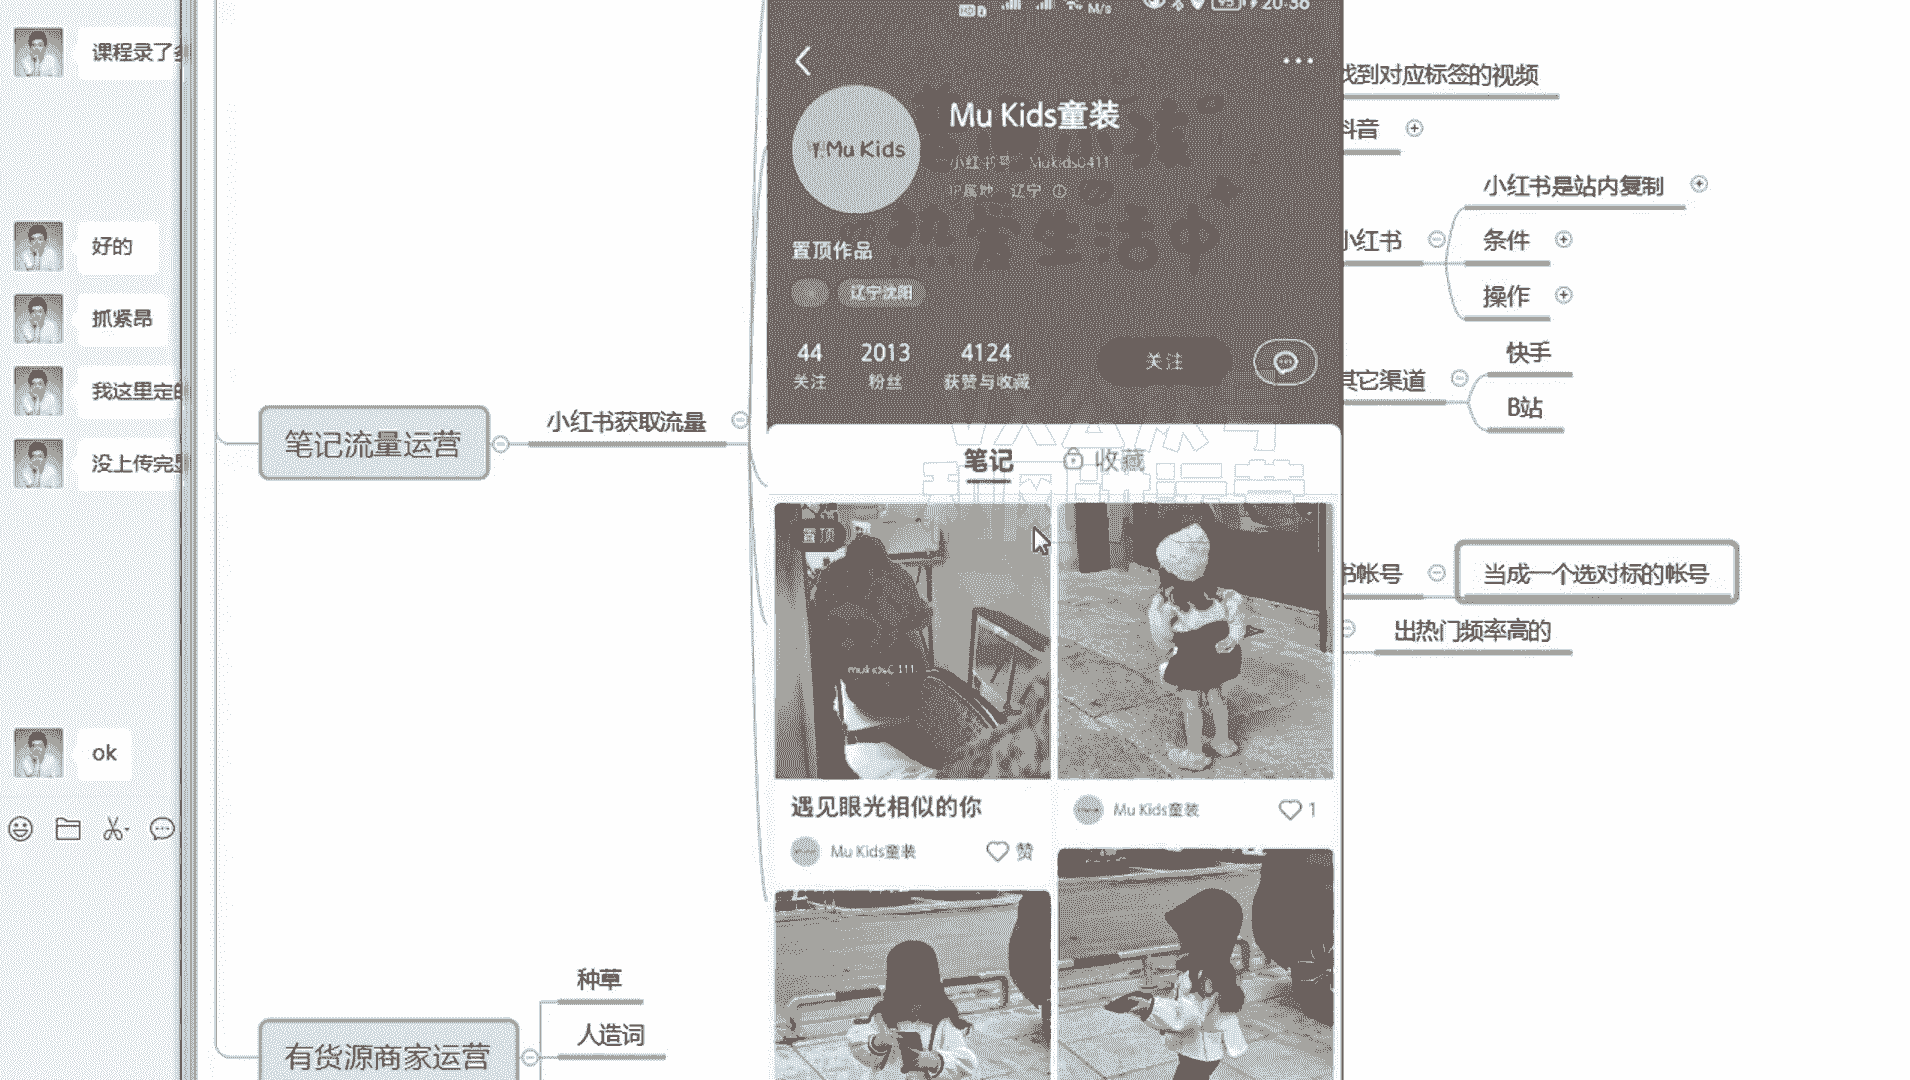 课程录了
好的
抓紧昂
我这里定的
没上传完
ok
笔记流量运营
小红书获取流量
有货源商家运营
种草
人造词
20:36
Mu Kids童装
Mu Kids
小红书号 Mukids0411
IP属地 辽宁
置顶作品
辽宁沈阳
44 关注
2013 粉丝
4124 获赞与收藏
关注
笔记
收藏
置顶
遇见眼光相似的你
Mu Kids童装
赞
Mu Kids童装
1
找到对应标签的视频
抖音
小红书
小红书是站内复制
条件
操作
其它渠道
快手
B站
书帐号
当成一个选对标的帐号
出热门频率高的